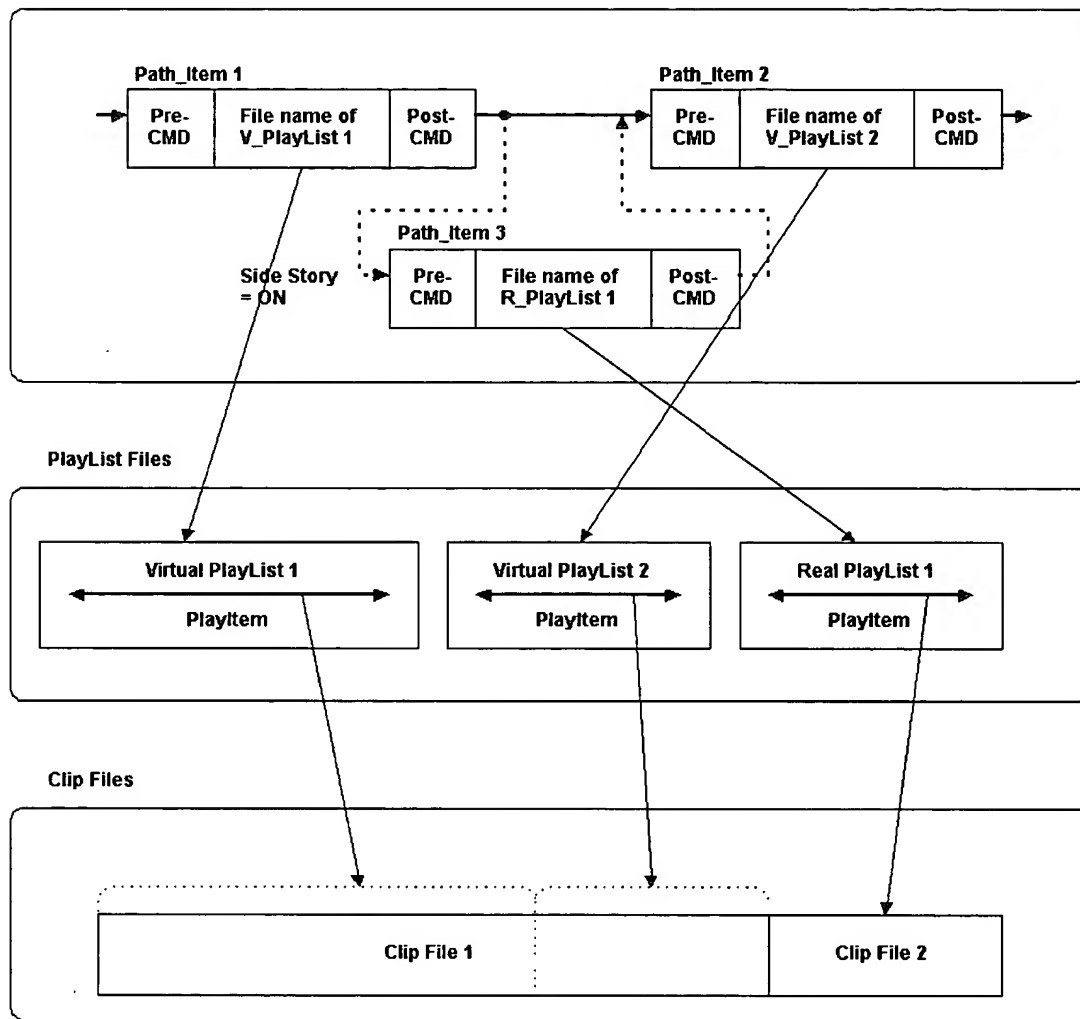 Path_Item 1
Path_Item 2
Pre-
CMD
File name of
V_PlayList 1
Post-
CMD
Pre-
CMD
File name of
V_PlayList 2
Post-
CMD
Path_Item 3
Side Story
= ON
Pre-
CMD
File name of
R_PlayList 1
Post-
CMD
PlayList Files
Virtual PlayList 1
PlayItem
Virtual PlayList 2
PlayItem
Real PlayList 1
PlayItem
Clip Files
Clip File 1
Clip File 2